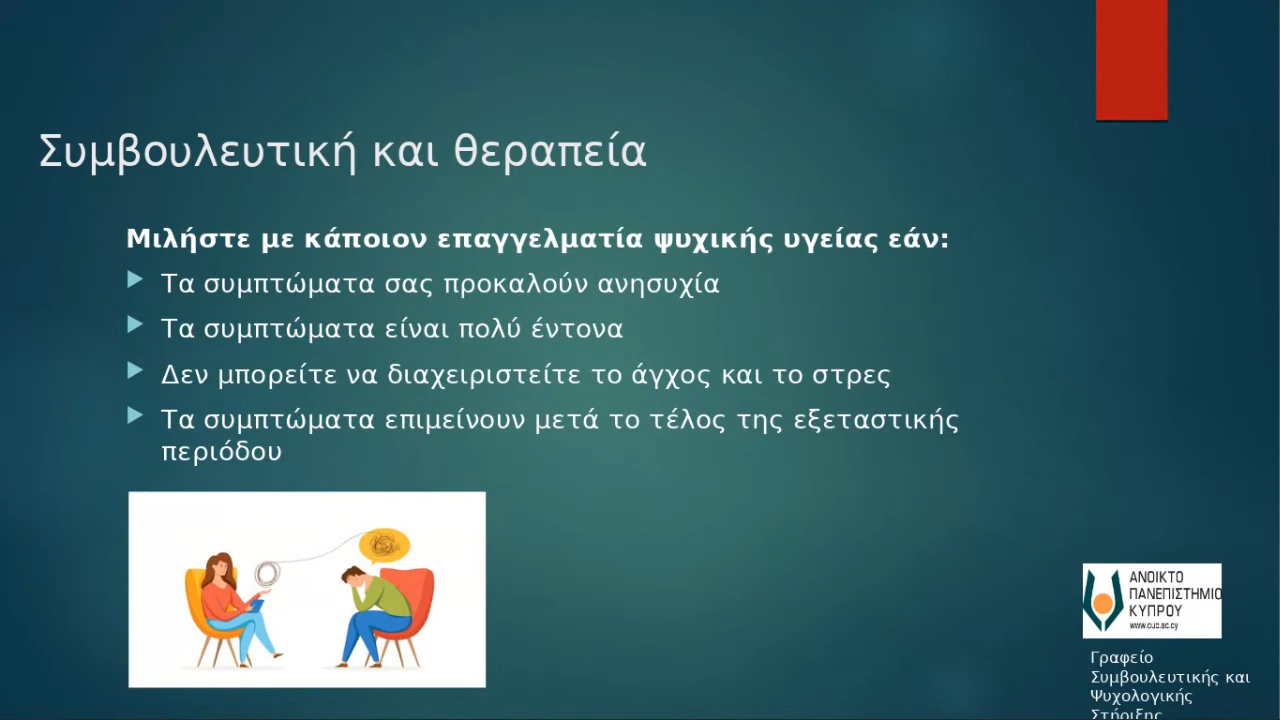 Συμβουλευτική και θεραπεία
Μιλήστε με κάποιον επαγγελματία ψυχικής υγείας εάν:
Τα συμπτώματα σας προκαλούν ανησυχία
Τα συμπτώματα είναι πολύ έντονα
Δεν μπορείτε να διαχειριστείτε το άγχος και το στρες
Τα συμπτώματα επιμείνουν μετά το τέλος της εξεταστικής
περιόδου
ΑΝΟΙΚΤΟ
ΠΑΝΕΠΙΣΤΗΜΙΟ
ΚΥΠΡΟΥ
www.ouc.ac.cy
Γραφείο
Συμβουλευτικής και
Ψυχολογικής
Στήριξης